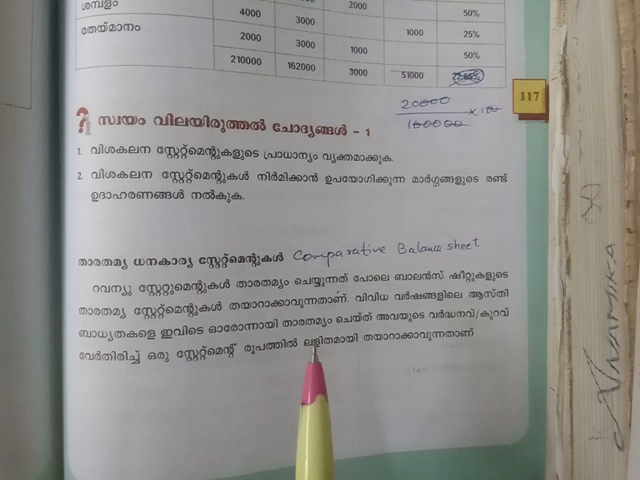 ശമ്പളം 2000
4000 3000 50%
തേയ്മാനം 1000
2000 3000 25%
1000 50%
210000 162000 3000 51000
117
20000
——— × 100
100000
? സ്വയം വിലയിരുത്തൽ ചോദ്യങ്ങൾ - 1
1. വിശകലന സ്റ്റേറ്റ്മെന്റുകളുടെ പ്രാധാന്യം വ്യക്തമാക്കുക.
2. വിശകലന സ്റ്റേറ്റ്മെന്റുകൾ നിർമിക്കാൻ ഉപയോഗിക്കുന്ന മാർഗ്ഗങ്ങളുടെ രണ്ട്
ഉദാഹരണങ്ങൾ നൽകുക.
താരതമ്യ ധനകാര്യ സ്റ്റേറ്റ്മെന്റുകൾ Comparative Balance sheet
റവന്യു സ്റ്റേറ്റുമെന്റുകൾ താരതമ്യം ചെയ്യുന്നത് പോലെ ബാലൻസ് ഷീറ്റുകളുടെ
താരതമ്യ സ്റ്റേറ്റ്മെന്റുകൾ തയാറാക്കാവുന്നതാണ്. വിവിധ വർഷങ്ങളിലെ ആസ്തി
ബാധ്യതകളെ ഇവിടെ ഓരോന്നായി താരതമ്യം ചെയ്ത് അവയുടെ വർദ്ധനവ്/കുറവ്
വേർതിരിച്ച് ഒരു സ്റ്റേറ്റ്മെന്റ് രൂപത്തിൽ ലളിതമായി തയാറാക്കാവുന്നതാണ്
ANAMIKA